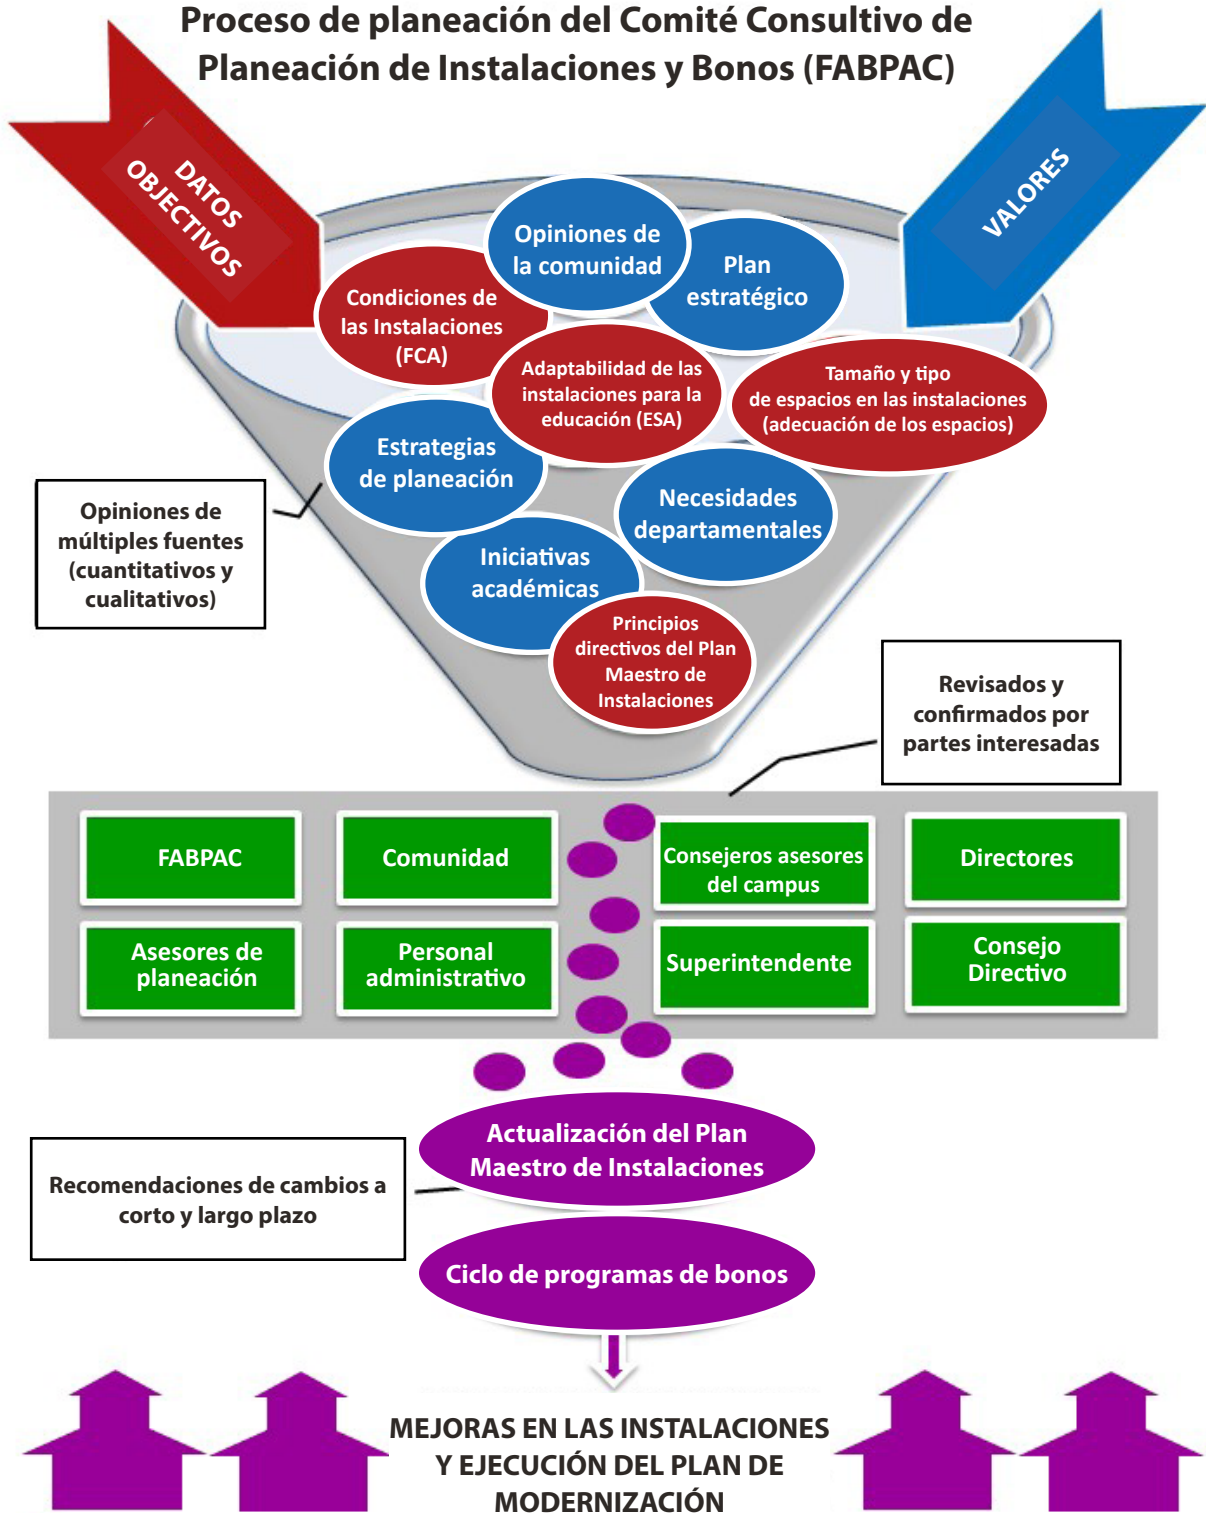 Proceso de planeación del Comité Consultivo de
Planeación de Instalaciones y Bonos (FABPAC)
DATOS
OBJECTIVOS
VALORES
Opiniones de
la comunidad
Plan
estratégico
Condiciones de
las Instalaciones
(FCA)
Adaptabilidad de las
instalaciones para la
educación (ESA)
Tamaño y tipo
de espacios en las instalaciones
(adecuación de los espacios)
Estrategias
de planeación
Necesidades
departamentales
Opiniones de
múltiples fuentes
(cuantitativos y
cualitativos)
Iniciativas
académicas
Principios
directivos del Plan
Maestro de
Instalaciones
Revisados y
confirmados por
partes interesadas
FABPAC
Comunidad
Consejeros asesores
del campus
Directores
Asesores de
planeación
Personal
administrativo
Superintendente
Consejo
Directivo
Actualización del Plan
Maestro de Instalaciones
Recomendaciones de cambios a
corto y largo plazo
Ciclo de programas de bonos
MEJORAS EN LAS INSTALACIONES
Y EJECUCIÓN DEL PLAN DE
MODERNIZACIÓN